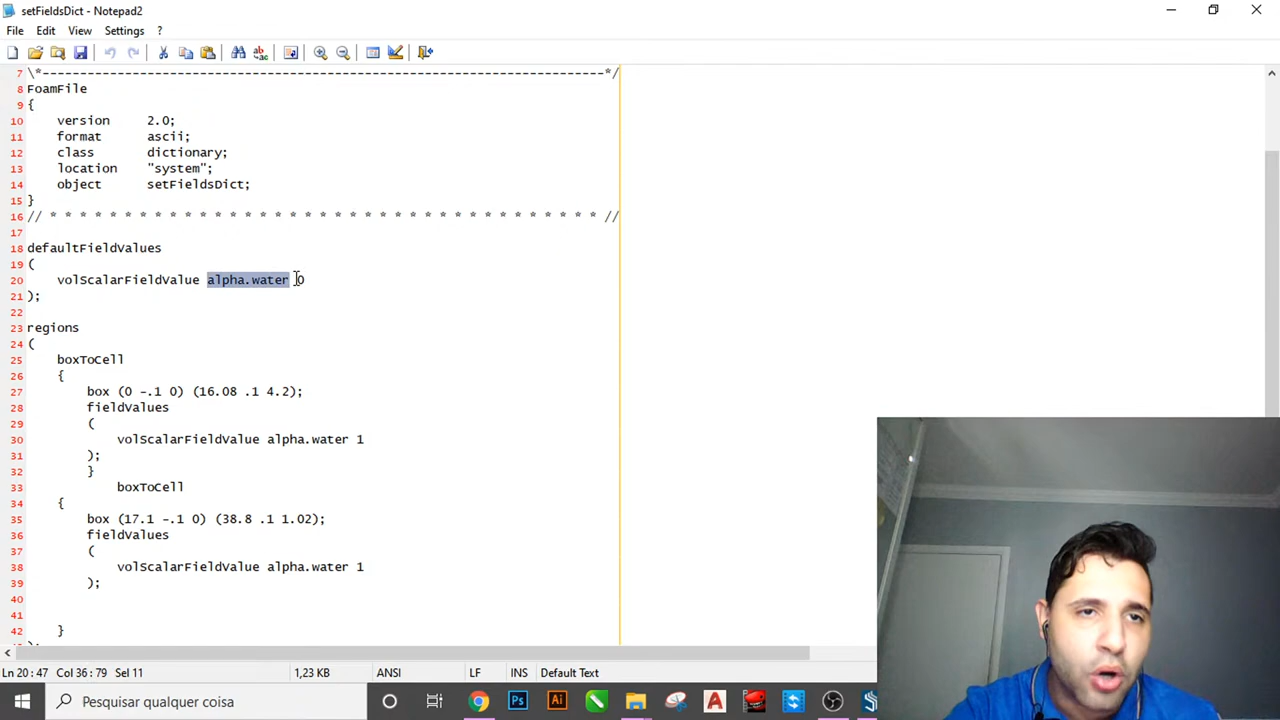 setFieldsDict - Notepad2
File Edit View Settings ?
7 \*---------------------------------------------------------------------------*/
8 FoamFile
9 {
10 version 2.0;
11 format ascii;
12 class dictionary;
13 location "system";
14 object setFieldsDict;
15 }
16 // * * * * * * * * * * * * * * * * * * * * * * * * * * * * * * * * * * * * * //
17
18 defaultFieldValues
19 (
20 volScalarFieldValue alpha.water 0
21 );
22
23 regions
24 (
25 boxToCell
26 {
27 box (0 -.1 0) (16.08 .1 4.2);
28 fieldValues
29 (
30 volScalarFieldValue alpha.water 1
31 );
32 }
33 boxToCell
34 {
35 box (17.1 -.1 0) (38.8 .1 1.02);
36 fieldValues
37 (
38 volScalarFieldValue alpha.water 1
39 );
40
41
42 }
Ln 20 : 47 Col 36 : 79 Sel 11 1,23 KB ANSI LF INS Default Text
Pesquisar qualquer coisa Ps Ai A